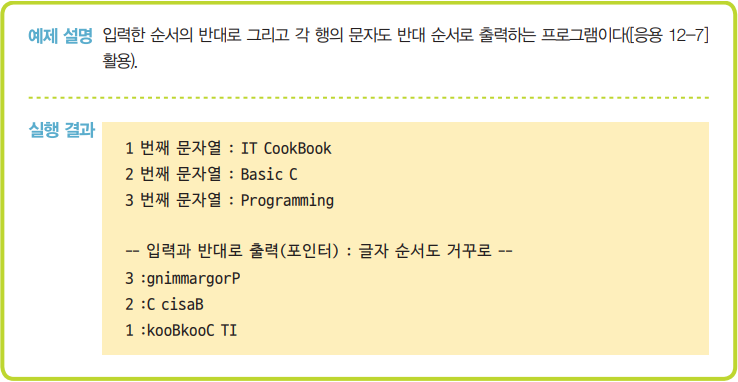 예제 설명 입력한 순서의 반대로 그리고 각 행의 문자도 반대 순서로 출력하는 프로그램이다([응용 12-7]
활용).
실행 결과
1 번째 문자열 : IT CookBook
2 번째 문자열 : Basic C
3 번째 문자열 : Programming
-- 입력과 반대로 출력(포인터) : 글자 순서도 거꾸로 --
3 :gnimmargorP
2 :C cisaB
1 :kooBkooC TI